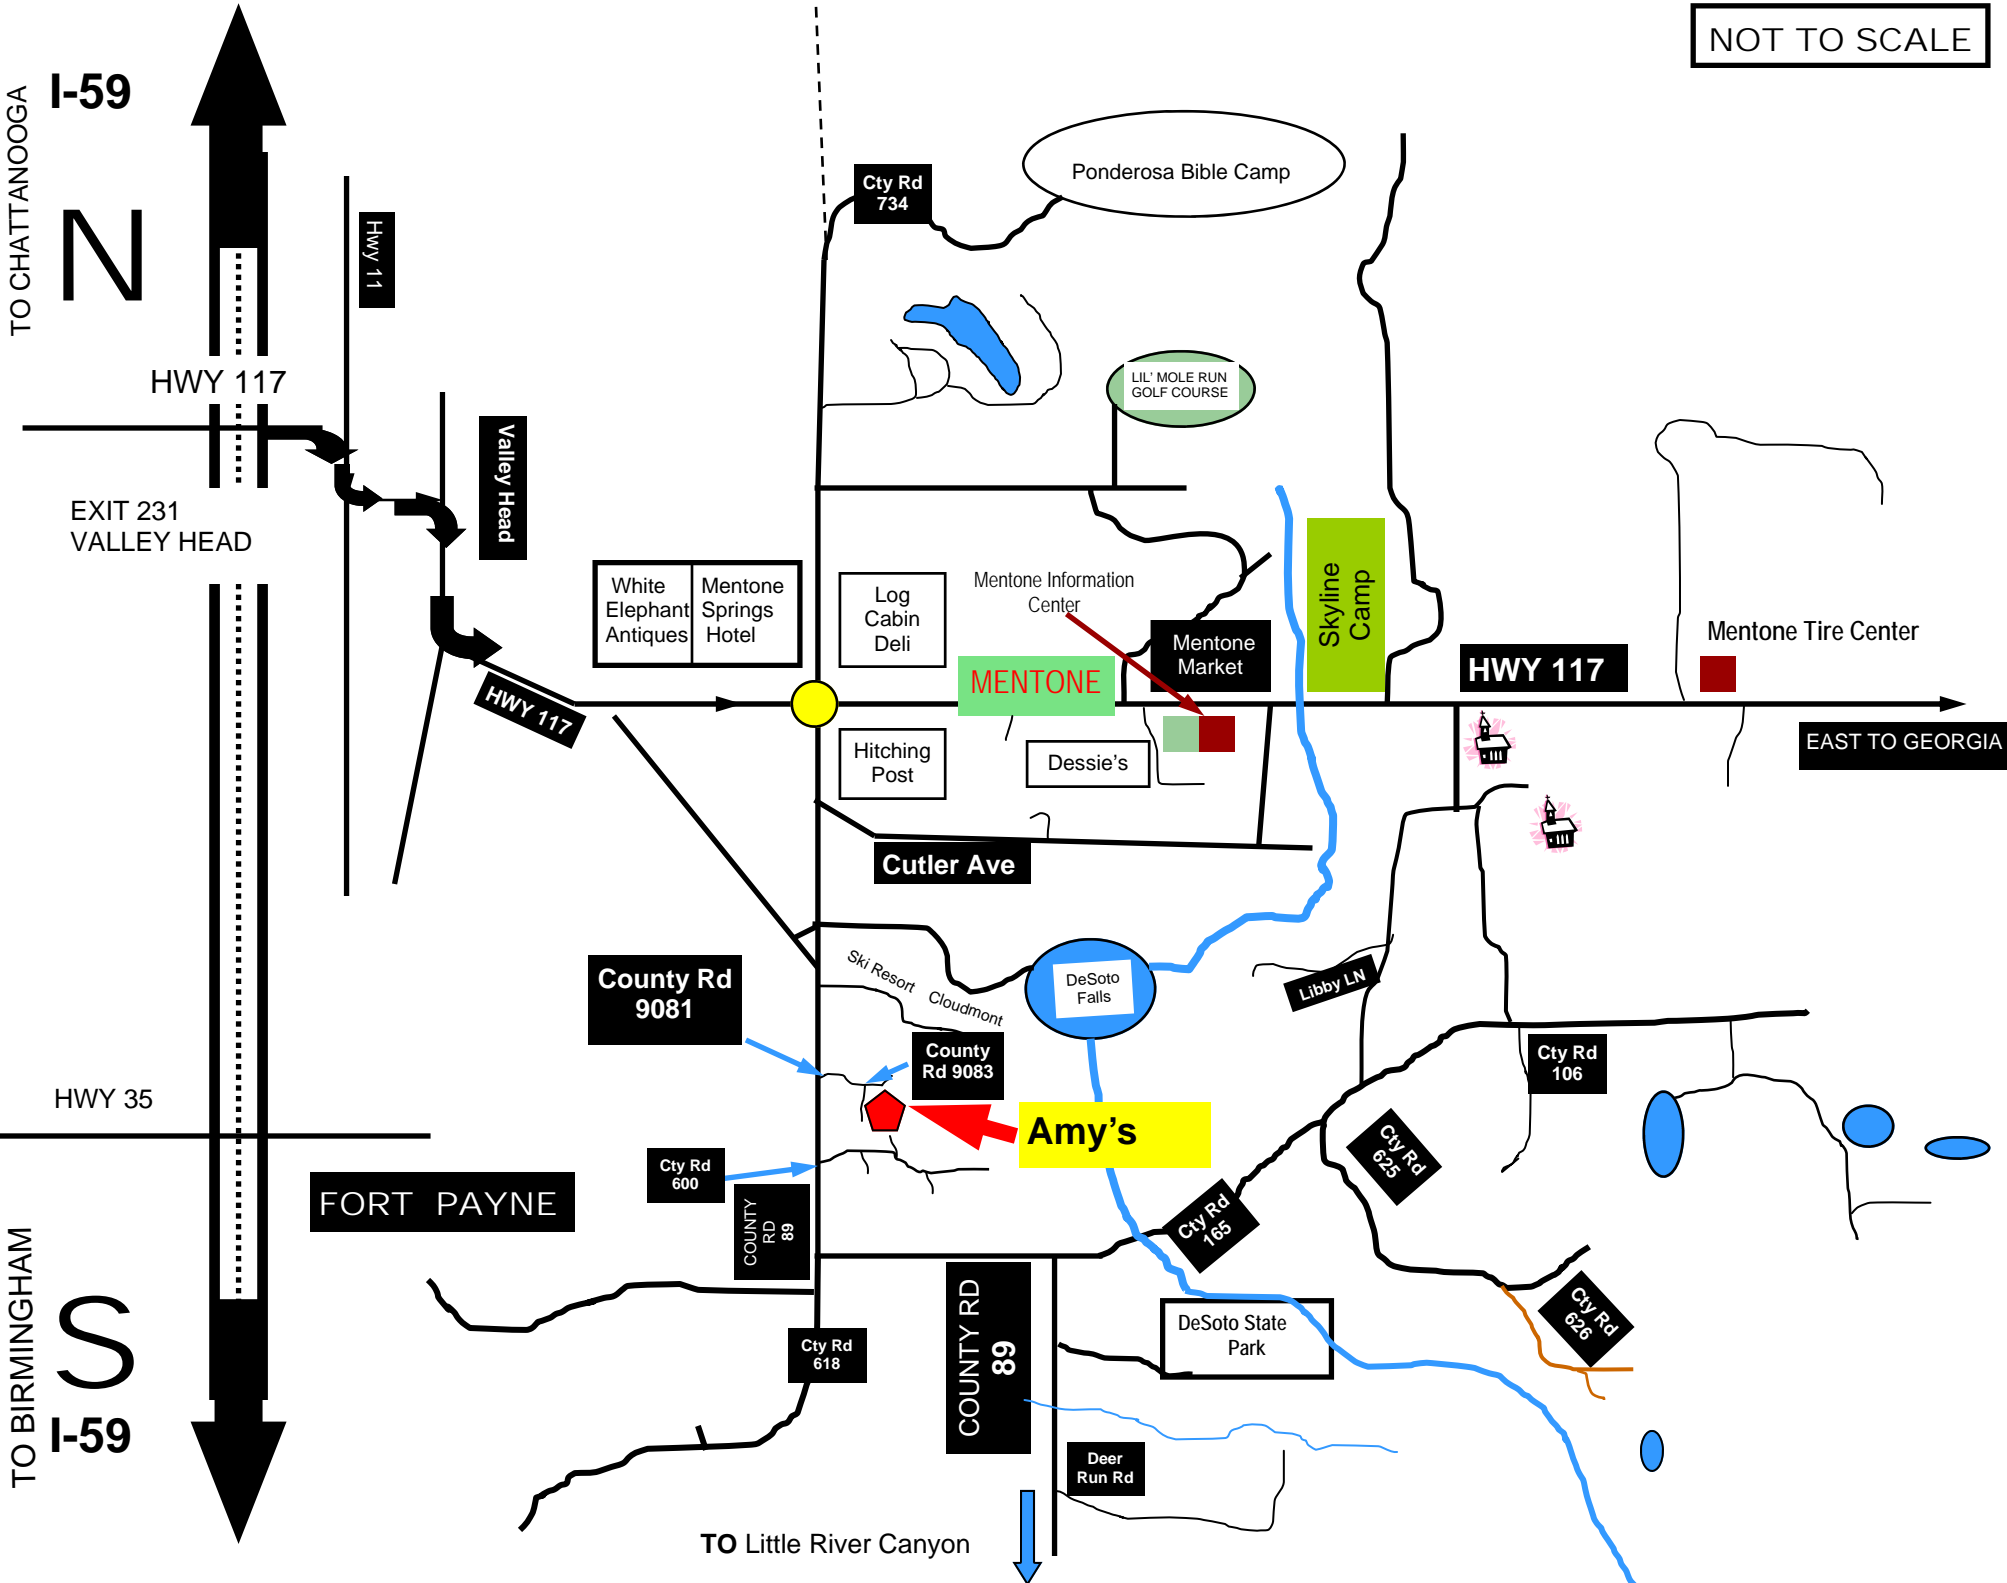 NOT TO SCALE
I-59
TO CHATTANOOGA
N
Hwy 11
HWY 117
EXIT 231
VALLEY HEAD
Valley Head
HWY 117
Cty Rd
734
Ponderosa Bible Camp
LIL' MOLE RUN
GOLF COURSE
White
Elephant
Antiques
Mentone
Springs
Hotel
Log
Cabin
Deli
Mentone Information
Center
MENTONE
Mentone
Market
Skyline
Camp
HWY 117
Mentone Tire Center
EAST TO GEORGIA
Hitching
Post
Dessie's
Cutler Ave
County Rd
9081
Ski Resort Cloudmont
DeSoto
Falls
Libby LN
County
Rd 9083
Cty Rd
106
Amy's
HWY 35
FORT PAYNE
Cty Rd
600
COUNTY
RD
89
Cty Rd
625
Cty Rd
165
Cty Rd
626
TO BIRMINGHAM
S
I-59
Cty Rd
618
COUNTY RD
89
DeSoto State
Park
Deer
Run Rd
TO Little River Canyon